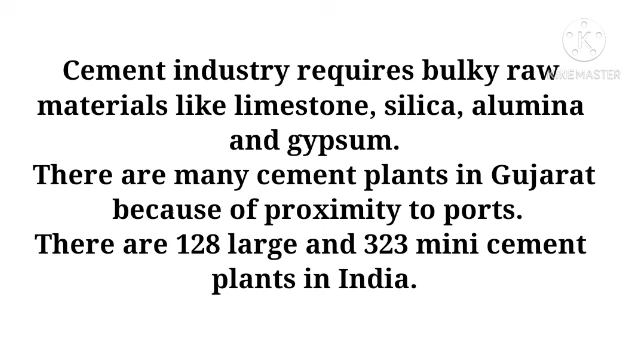 Cement industry requires bulky raw
materials like limestone, silica, alumina
and gypsum.
There are many cement plants in Gujarat
because of proximity to ports.
There are 128 large and 323 mini cement
plants in India.
K
KINEMASTER